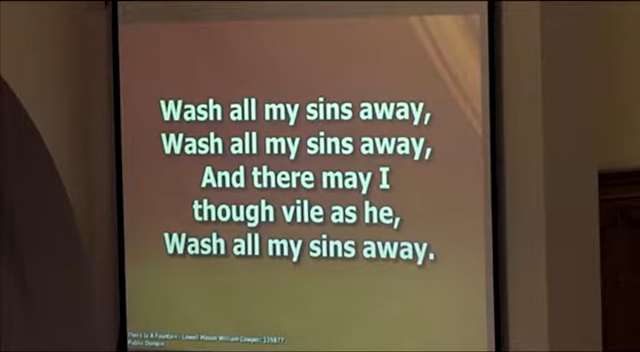 Wash all my sins away,
Wash all my sins away,
And there may I
though vile as he,
Wash all my sins away.
There Is A Fountain - Lowell Mason William Cowper: 335877
Public Domain